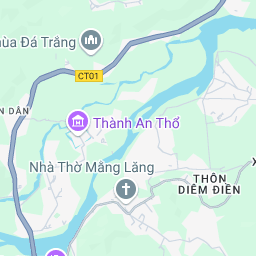 hùa Đá Trắng
CT01
N DÂN
Thành An Thổ
Nhà Thờ Mằng Lăng
X
THÔN
DIÊM ĐIỀN